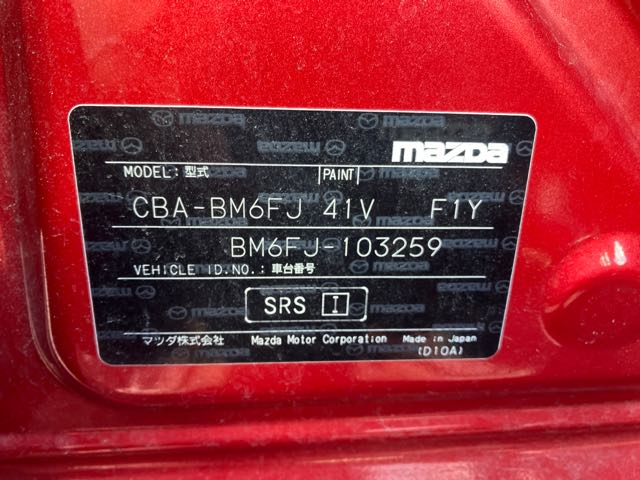 mazda
MODEL:型式 PAINT
CBA-BM6FJ 41V F1Y
BM6FJ-103259
VEHICLE ID.NO.:車台番号
SRS I
マツダ株式会社 Mazda Motor Corporation Made in Japan
(D10A)